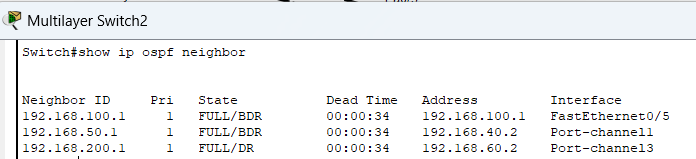 Multilayer Switch2
Switch#show ip ospf neighbor
Neighbor ID Pri State Dead Time Address Interface
192.168.100.1 1 FULL/BDR 00:00:34 192.168.100.1 FastEthernet0/5
192.168.50.1 1 FULL/BDR 00:00:34 192.168.40.2 Port-channel1
192.168.200.1 1 FULL/DR 00:00:34 192.168.60.2 Port-channel3